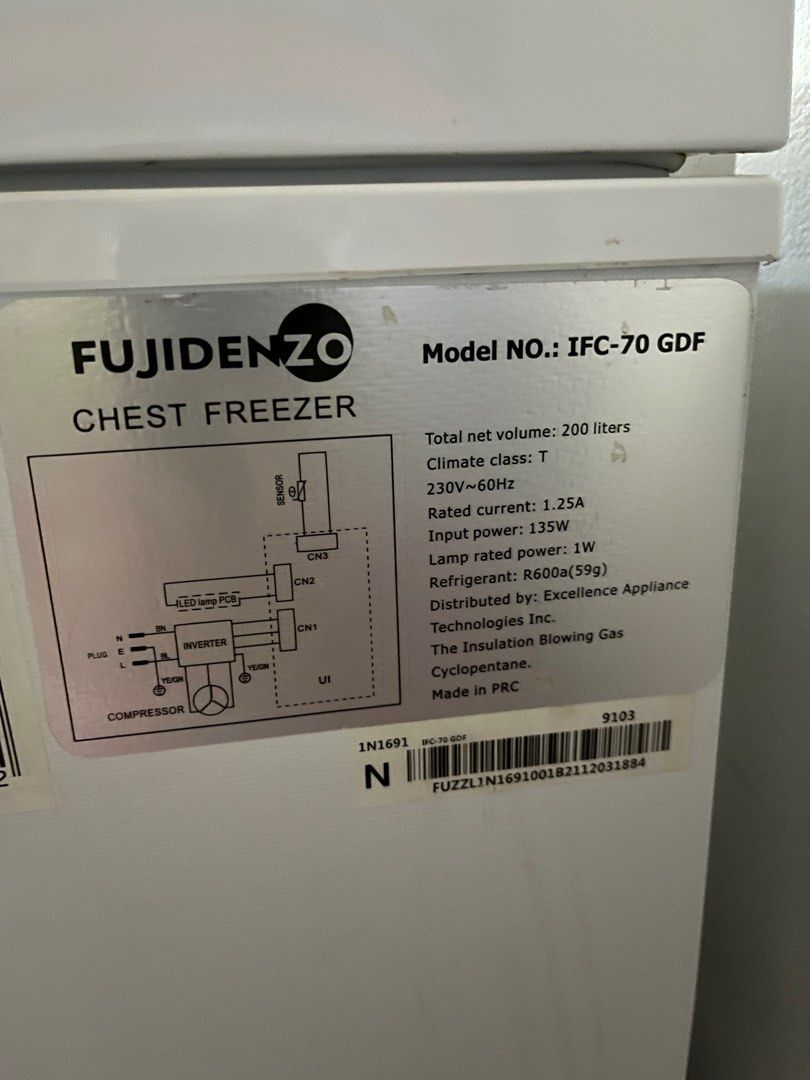 FUJIDENZO
CHEST FREEZER
Model NO.: IFC-70 GDF
Total net volume: 200 liters
Climate class: T
230V~60Hz
Rated current: 1.25A
Input power: 135W
Lamp rated power: 1W
Refrigerant: R600a(59g)
Distributed by: Excellence Appliance
Technologies Inc.
The Insulation Blowing Gas
Cyclopentane.
Made in PRC
SENSOR
θ
CN3
CN2
LED lamp PCB
CN1
N
BN
INVERTER
PLUG
E
L
BL
YE/GN
YE/GN
UI
COMPRESSOR
1N1691
IFC-70 GDF
9103
N
FUZZL1N1691001B2112031884
2